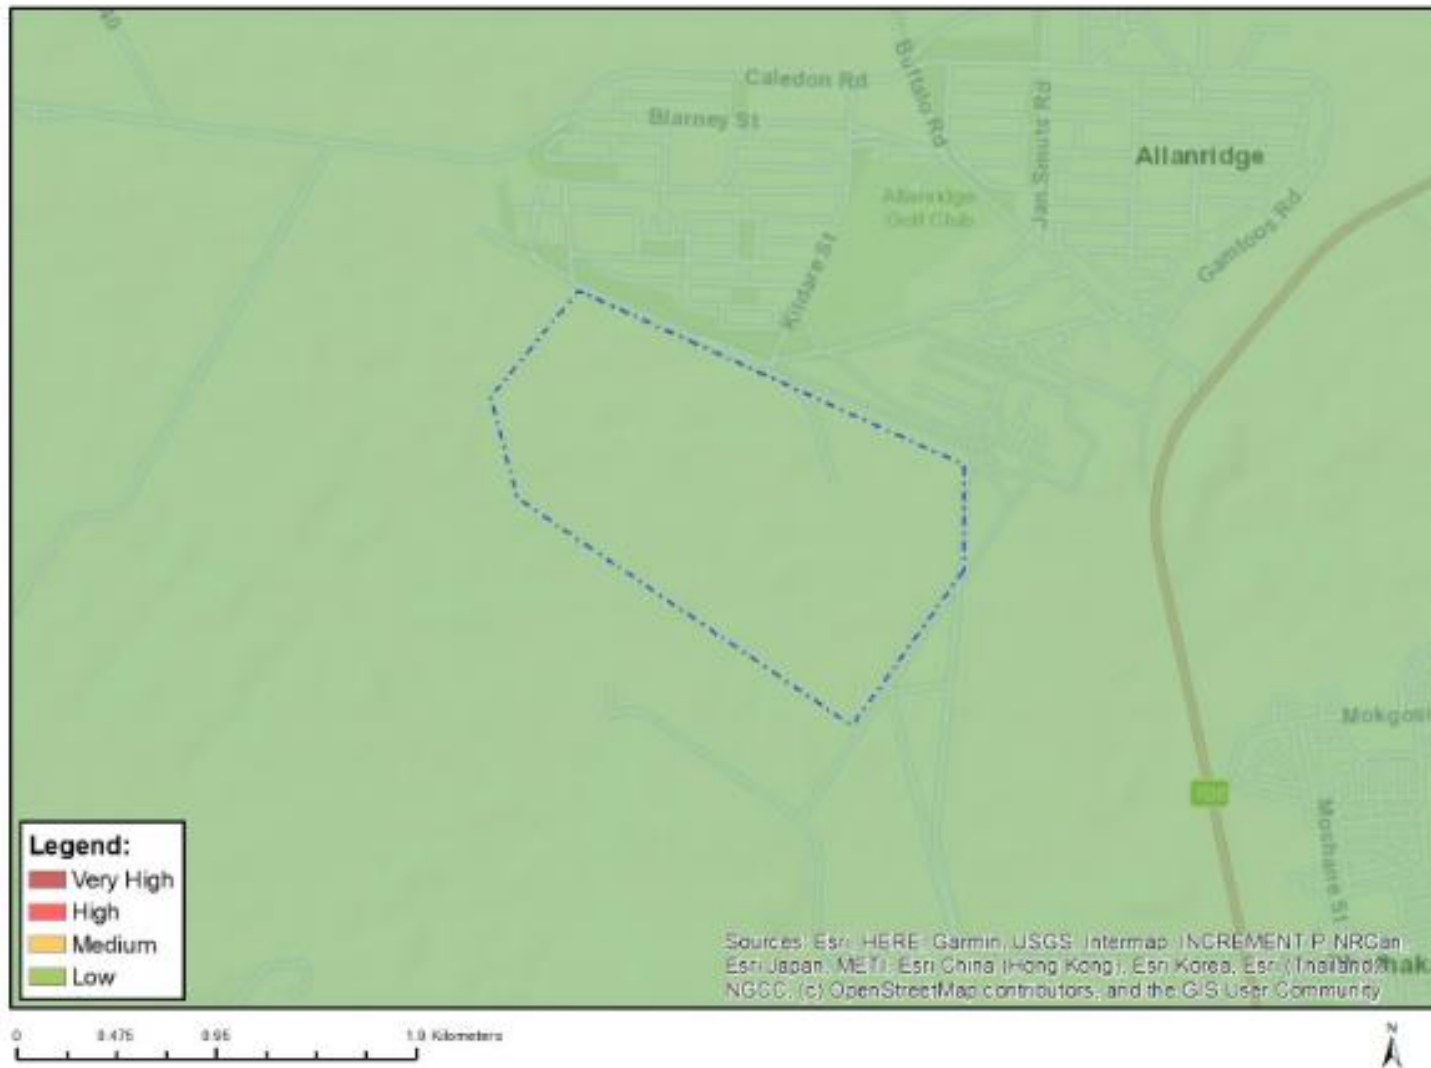 Caledon Rd
Blarney St
Buffalo Rd
Jan Smuts Rd
Allanridge
Allanridge
Golf Club
Gamtoos Rd
Kildare St
Moshane St
Legend:
Very High
High
Medium
Low
Sources: Esri, HERE, Garmin, USGS, Intermap, INCREMENT P, NRCan,
Esri Japan, METI, Esri China (Hong Kong), Esri Korea, Esri (Thailand),
NGCC, (c) OpenStreetMap contributors, and the GIS User Community
0 0.475 0.95 1.9 Kilometers
N